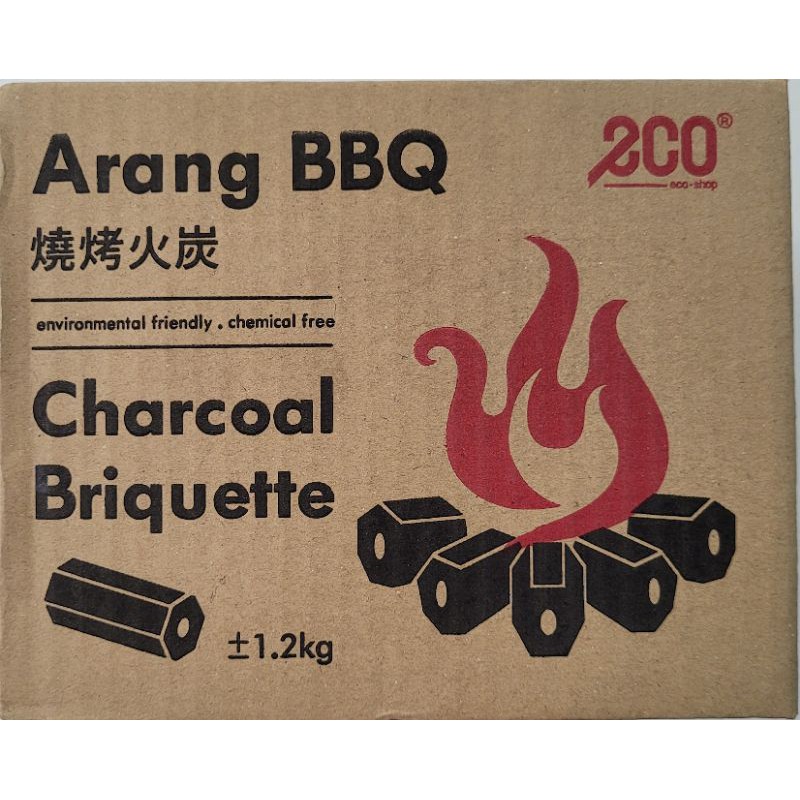 Arang BBQ
2CO®
eco-shop
燒烤火炭
environmental friendly . chemical free
Charcoal
Briquette
±1.2kg